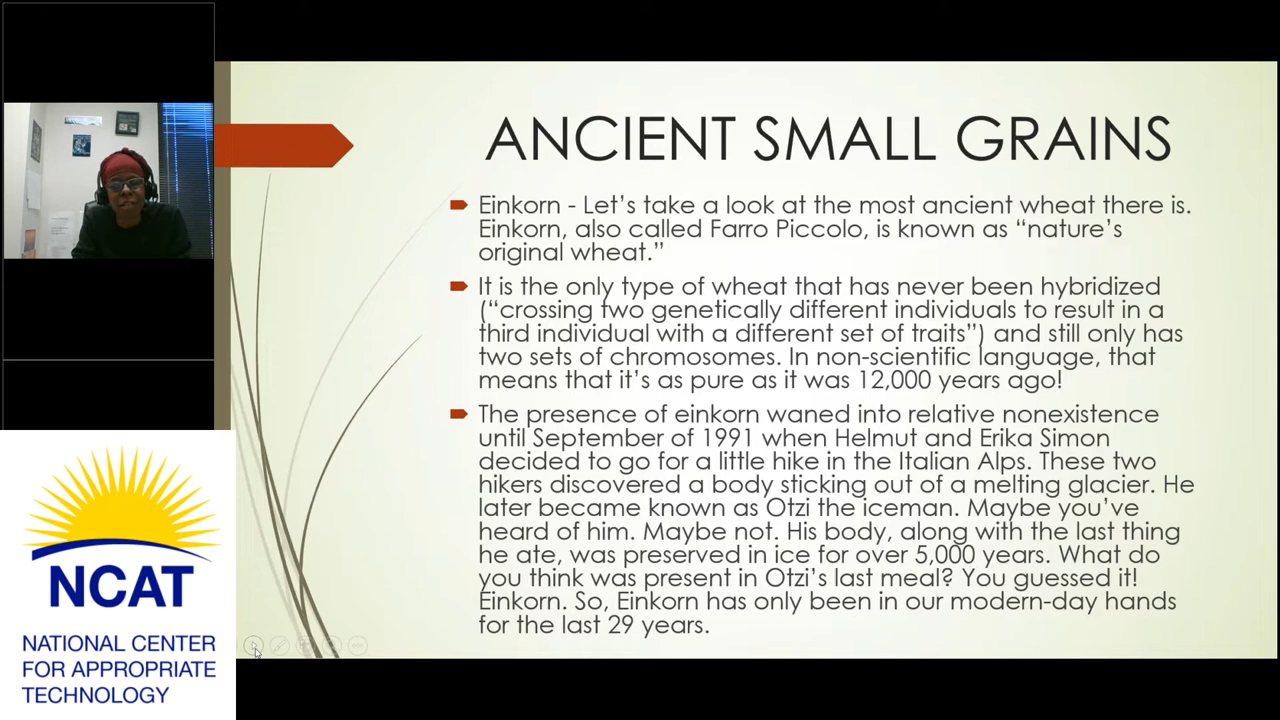 ANCIENT SMALL GRAINS
Einkorn - Let's take a look at the most ancient wheat there is.
Einkorn, also called Farro Piccolo, is known as “nature's
original wheat.”
It is the only type of wheat that has never been hybridized
(“crossing two genetically different individuals to result in a
third individual with a different set of traits”) and still only has
two sets of chromosomes. In non-scientific language, that
means that it's as pure as it was 12,000 years ago!
The presence of einkorn waned into relative nonexistence
until September of 1991 when Helmut and Erika Simon
decided to go for a little hike in the Italian Alps. These two
hikers discovered a body sticking out of a melting glacier. He
later became known as Otzi the iceman. Maybe you've
heard of him. Maybe not. His body, along with the last thing
he ate, was preserved in ice for over 5,000 years. What do
you think was present in Otzi's last meal? You guessed it!
Einkorn. So, Einkorn has only been in our modern-day hands
for the last 29 years.
NCAT
NATIONAL CENTER
FOR APPROPRIATE
TECHNOLOGY